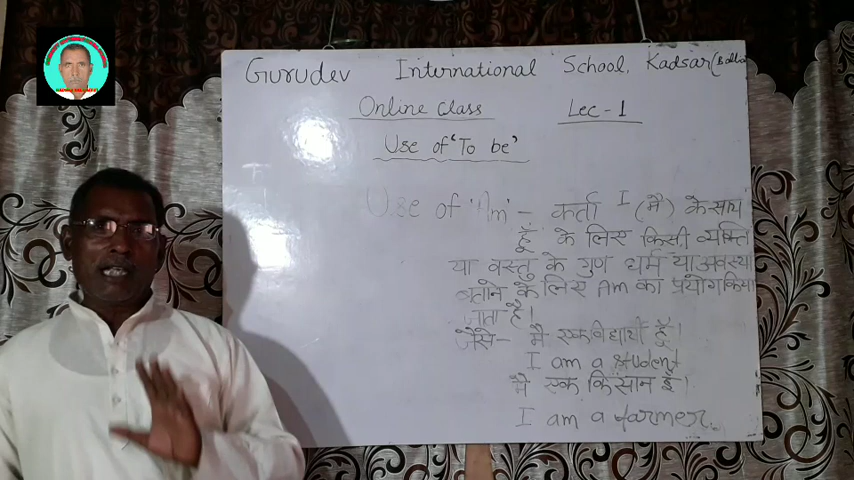 Gurudev International School, Kadsar (Balli
Online class Lec-1
Use of 'To be'
Use of 'Am' - कर्ता I (मै) के साथ
हूँ के लिए किसी व्यक्ति
या वस्तु के गुण धर्म या अवस्था
बताने के लिए Am का प्रयोग किया
जाता है।
जैसे - मै एक विद्यार्थी हूँ।
I am a student
मै एक किसान हूँ।
I am a farmer.